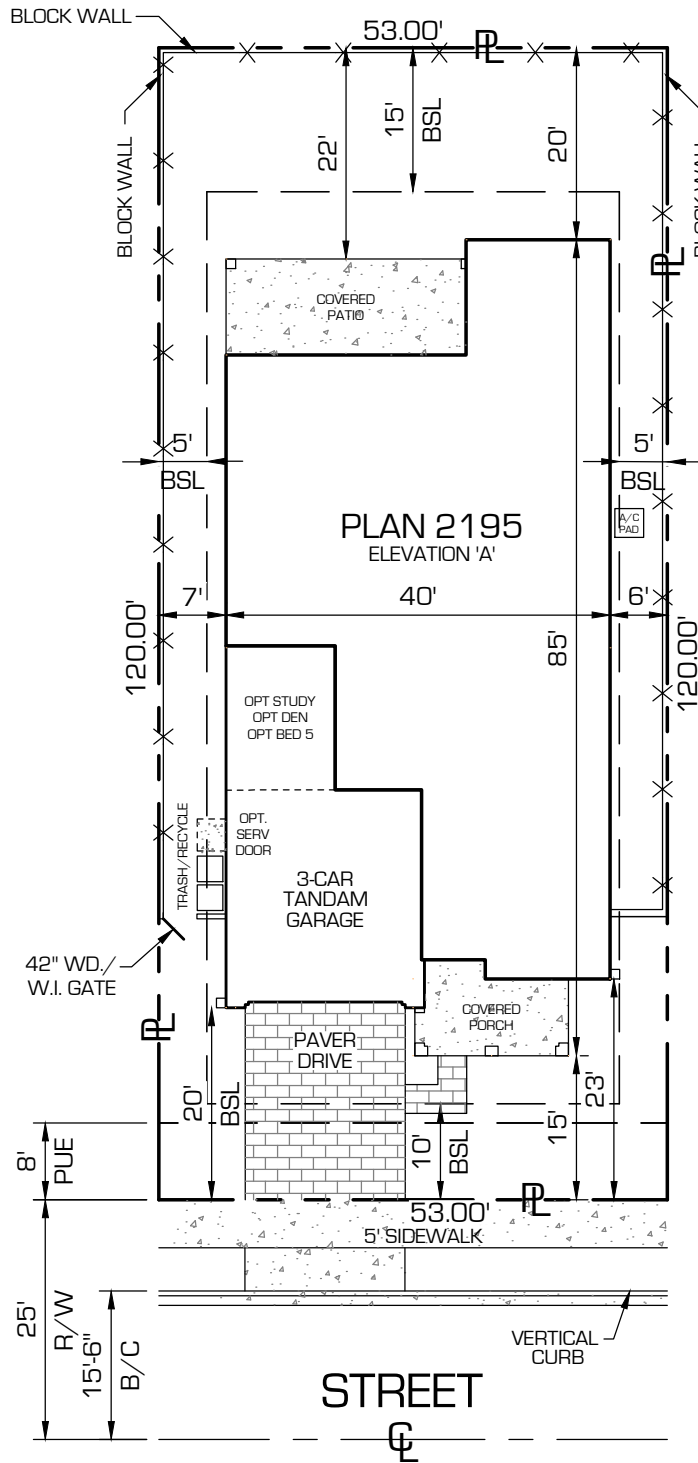 BLOCK WALL
53.00'
PL
BLOCK WALL
22'
15'
BSL
20'
BLOCK WALL
PL
COVERED
PATIO
5'
BSL
5'
BSL
PLAN 2195
ELEVATION 'A'
A/C
PAD
7'
40'
6'
120.00'
85'
120.00'
OPT STUDY
OPT DEN
OPT BED 5
TRASH/RECYCLE
OPT.
SERV
DOOR
3-CAR
TANDAM
GARAGE
42" WD./
W.I. GATE
PL
COVERED
PORCH
PAVER
DRIVE
20'
BSL
23'
15'
10'
BSL
8'
PUE
PL
53.00'
5' SIDEWALK
25'
R/W
15'-6"
B/C
VERTICAL
CURB
STREET
CL